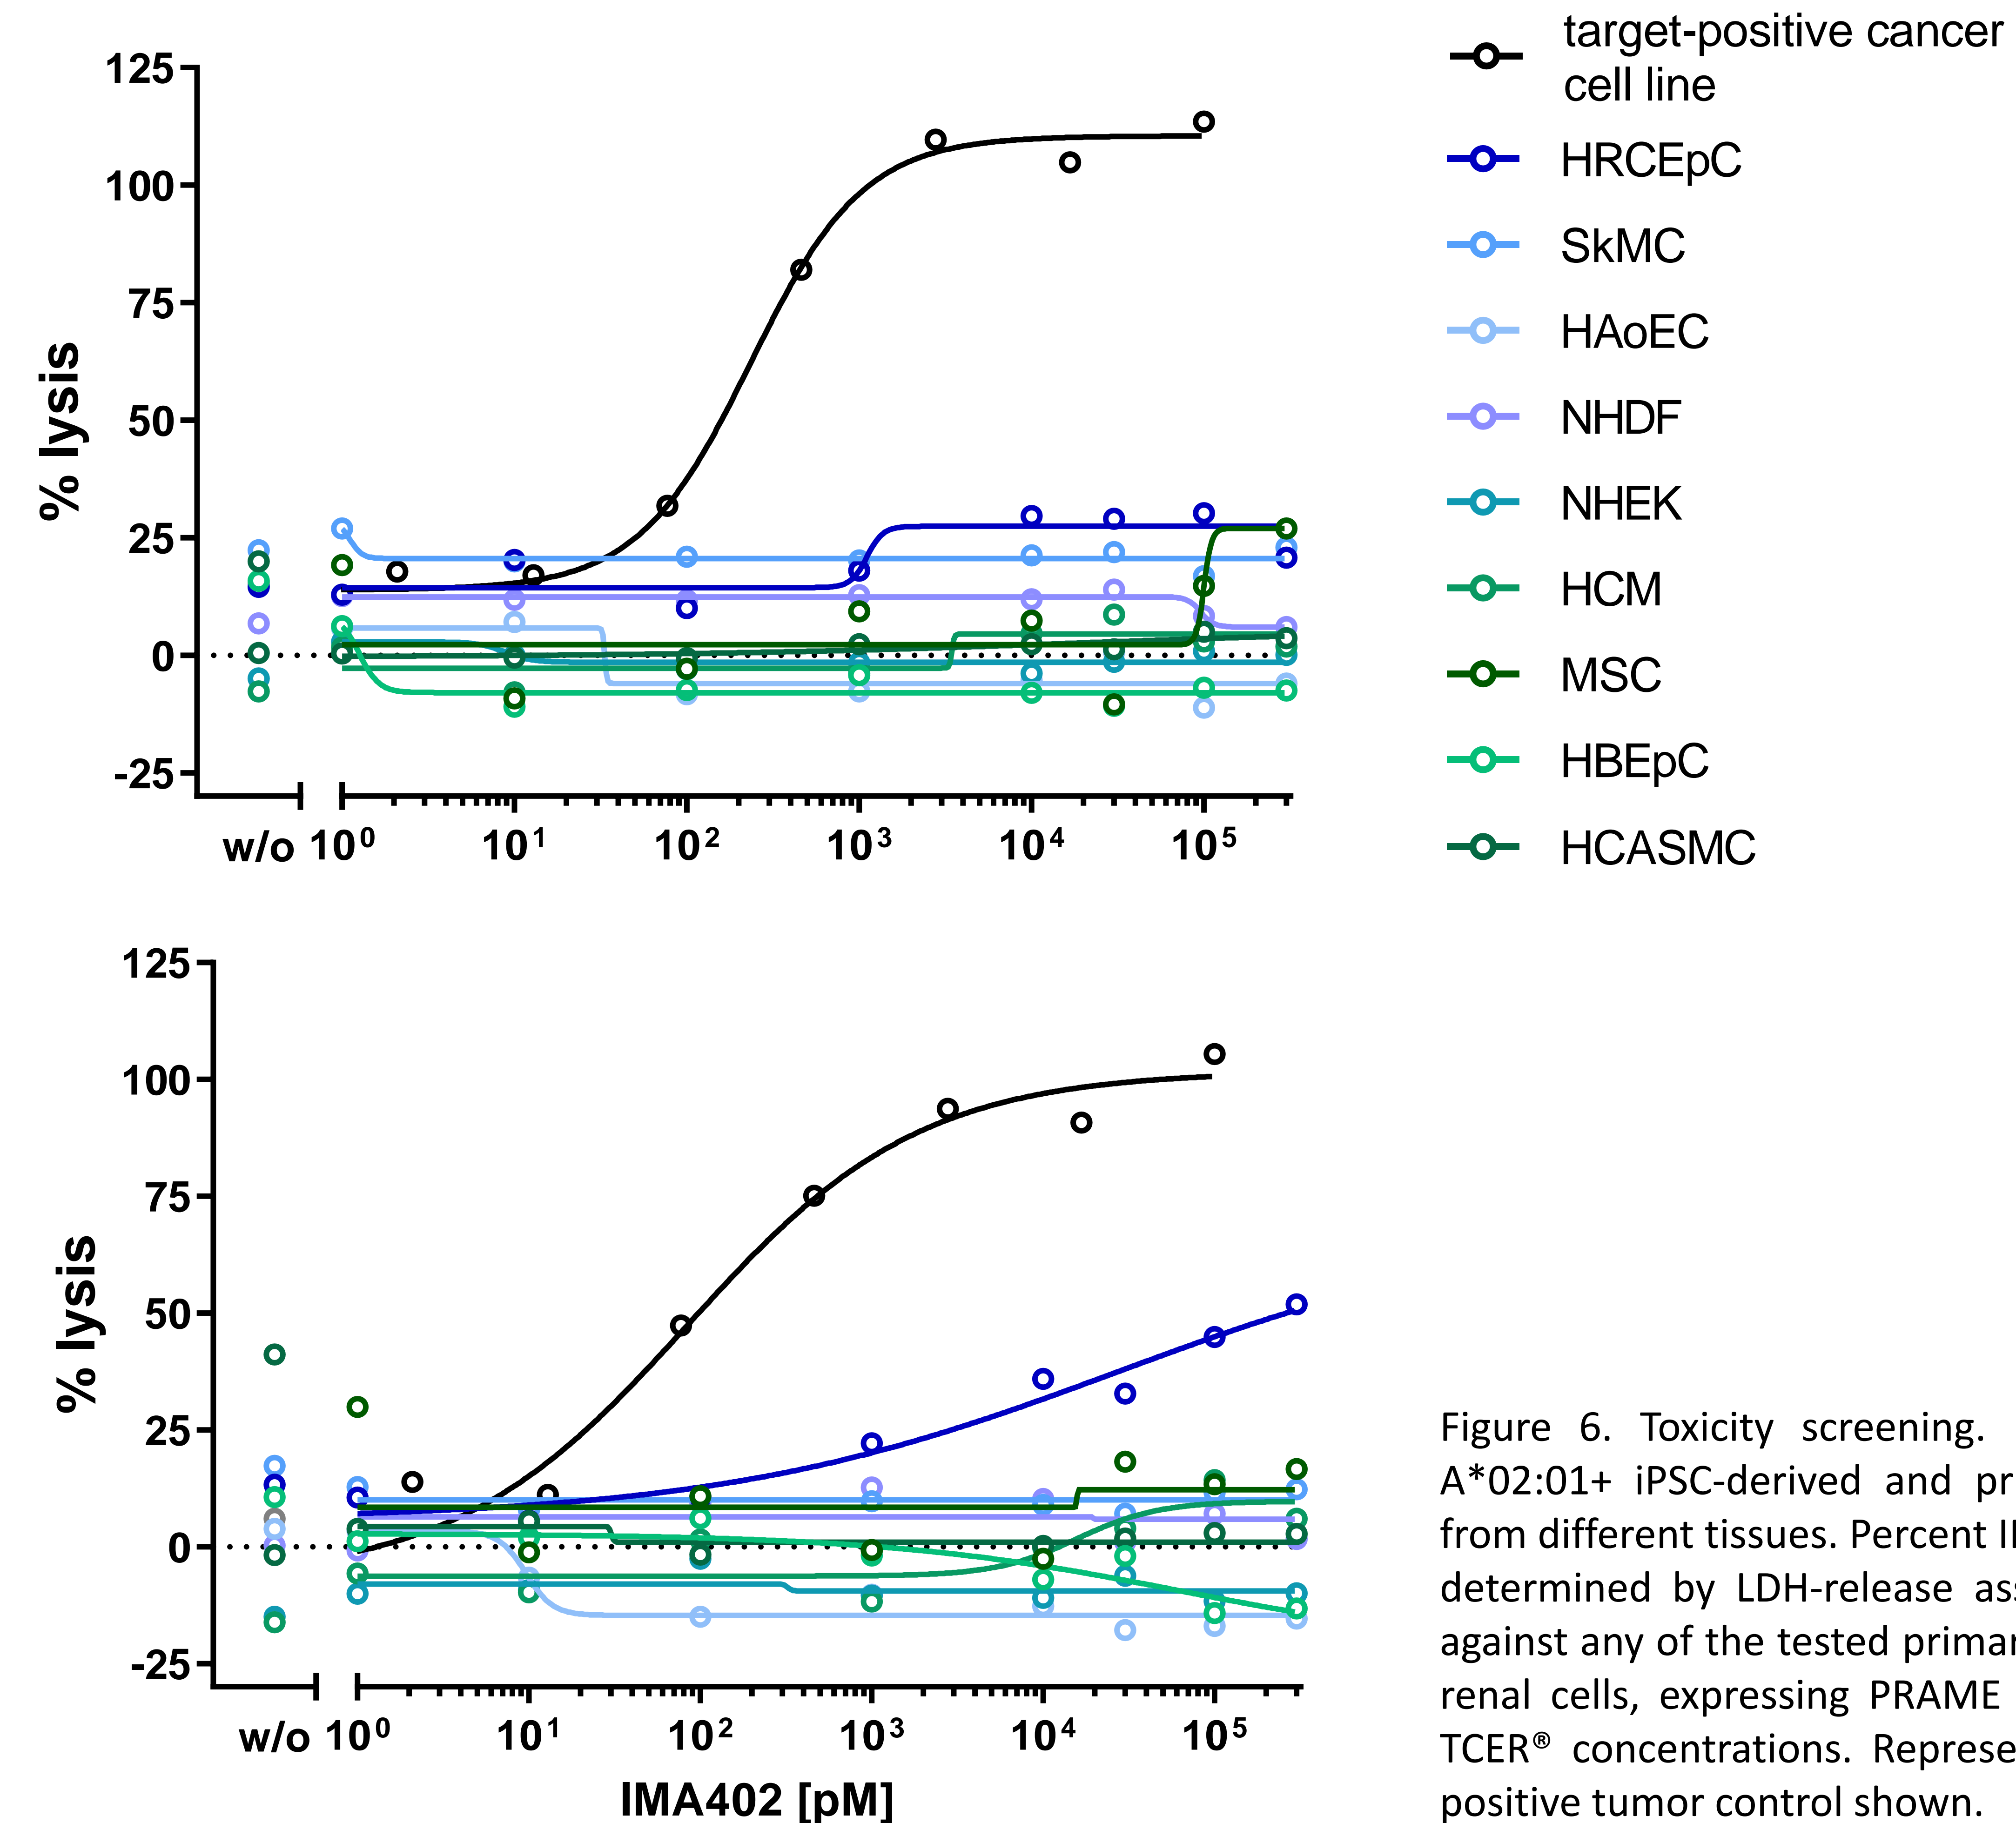 125
100
75
50
25
0
-25
% lysis
w/o 10⁰ 10¹ 10² 10³ 10⁴ 10⁵
target-positive cancer
cell line
HRCEpC
SkMC
HAoEC
NHDF
NHEK
HCM
MSC
HBEpC
HCASMC
125
100
75
50
25
0
-25
% lysis
w/o 10⁰ 10¹ 10² 10³ 10⁴ 10⁵
IMA402 [pM]
Figure 6. Toxicity screening.
A*02:01+ iPSC-derived and
from different tissues. Percent
determined by LDH-release
against any of the tested
renal cells, expressing PRAME
TCER® concentrations.
positive tumor control shown.